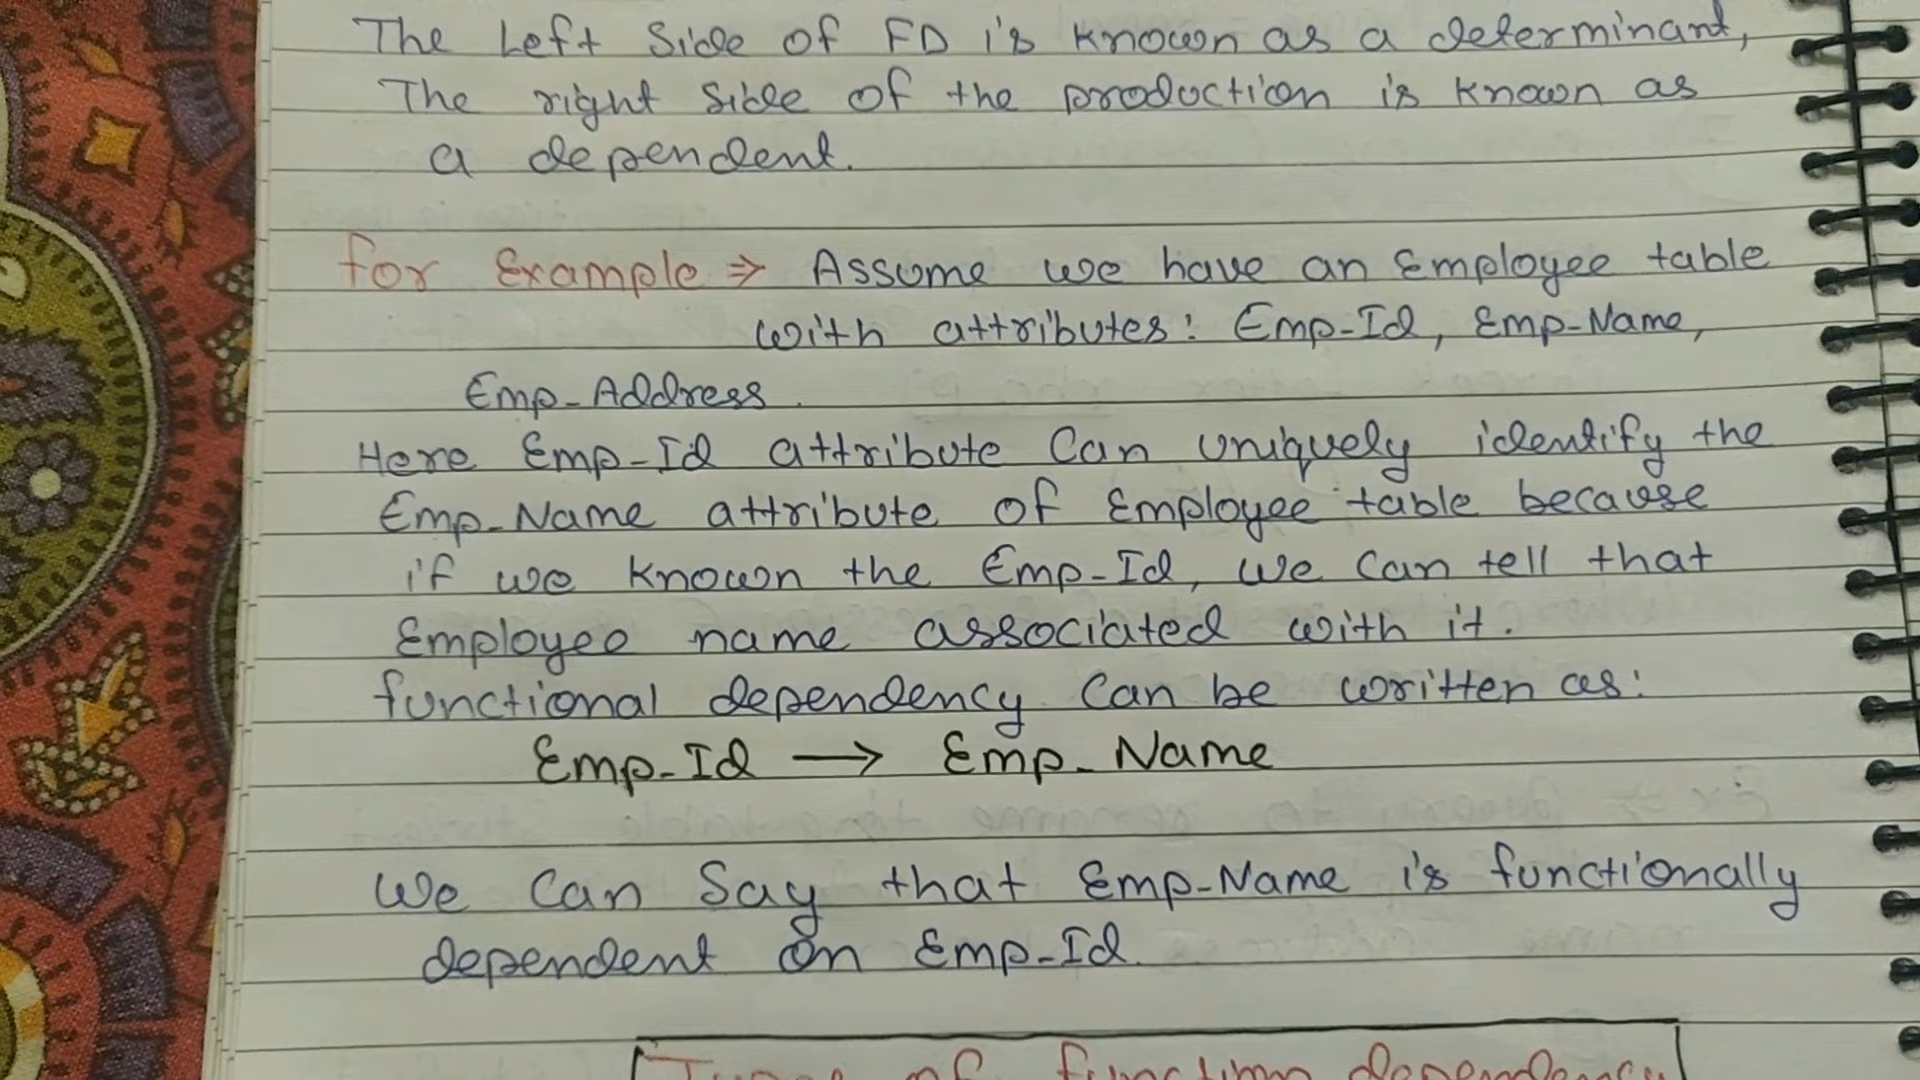 The Left Side of FD is known as a determinant,
The right side of the production is known as
a dependent.
for Example ⇒ Assume we have an Employee table
with attributes: Emp-Id, Emp-Name,
Emp-Address.
Here Emp-Id attribute Can uniquely identify the
Emp-Name attribute of Employee table because
if we known the Emp-Id, we can tell that
Employee name associated with it.
functional dependency Can be written as:
Emp-Id → Emp-Name
We Can Say that Emp-Name is functionally
dependent on Emp-Id.
Types of function dependency